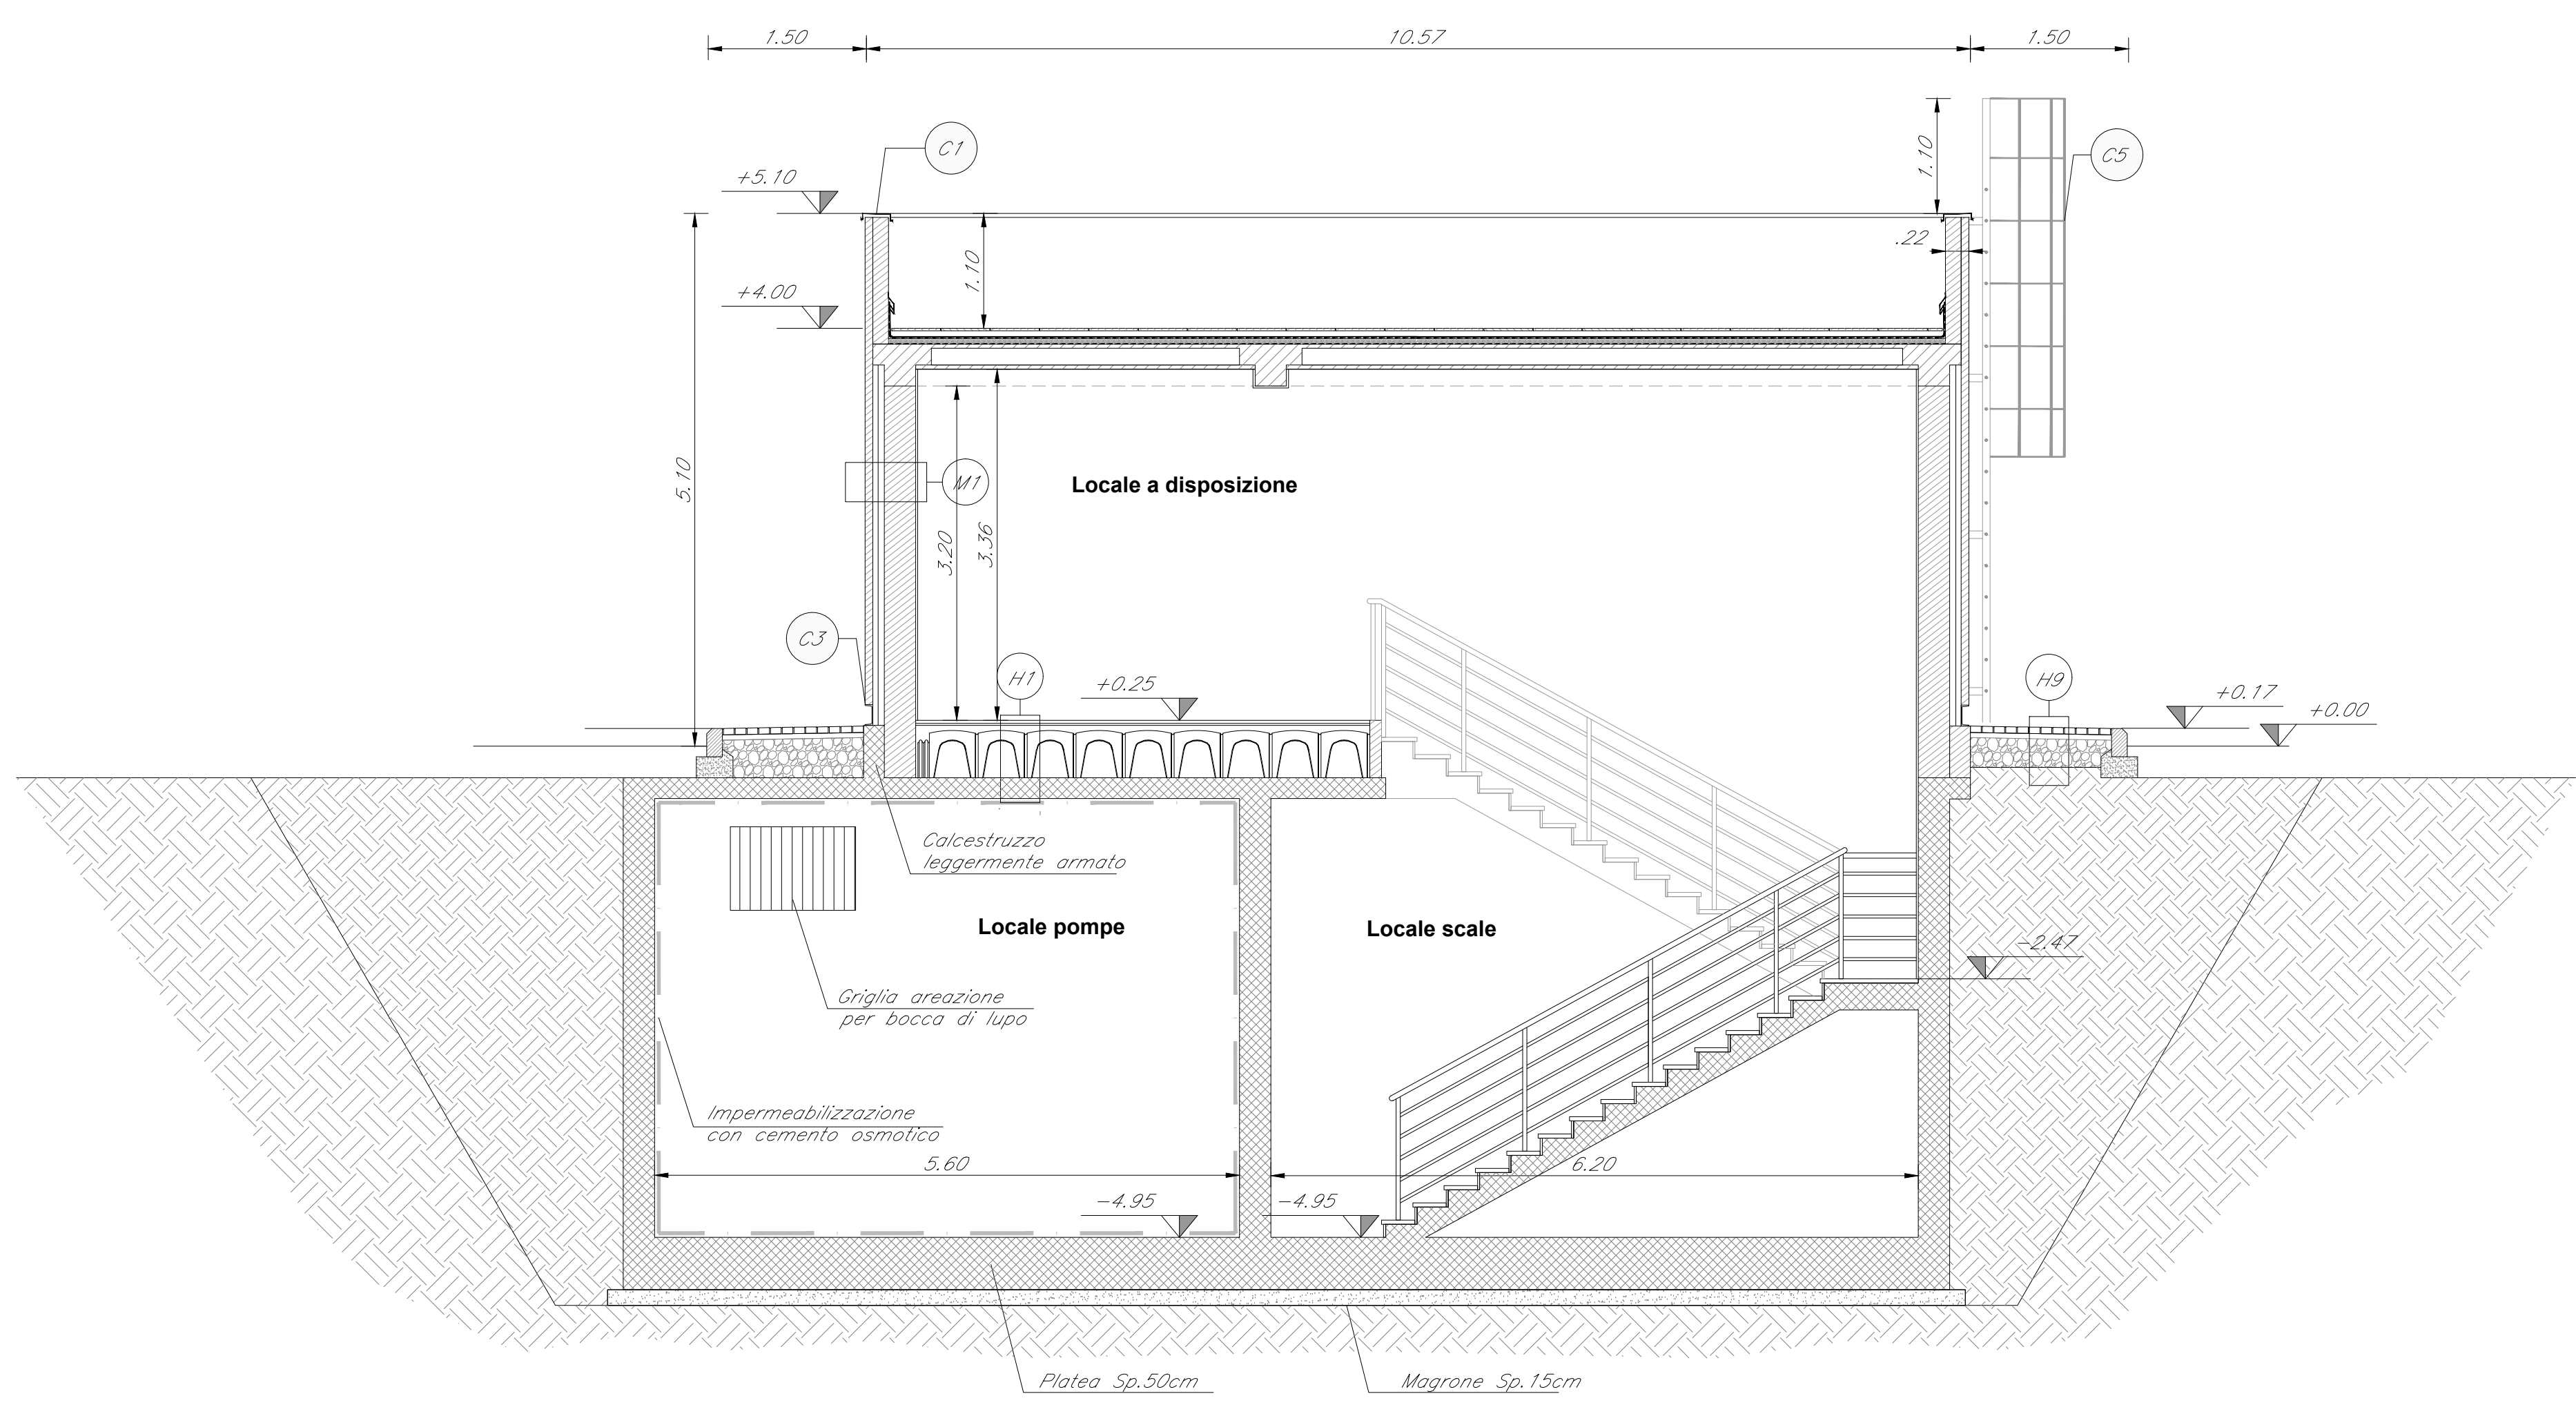 1.50
10.57
1.50
C1
1.10
C5
+5.10
.22
1.10
+4.00
5.10
M1
Locale a disposizione
3.20
3.36
C3
H1
+0.25
H9
+0.17
+0.00
Calcestruzzo
leggermente armato
Locale pompe
Locale scale
-2.47
Griglia areazione
per bocca di lupo
Impermeabilizzazione
con cemento osmotico
5.60
6.20
-4.95
-4.95
Platea Sp.50cm
Magrone Sp.15cm